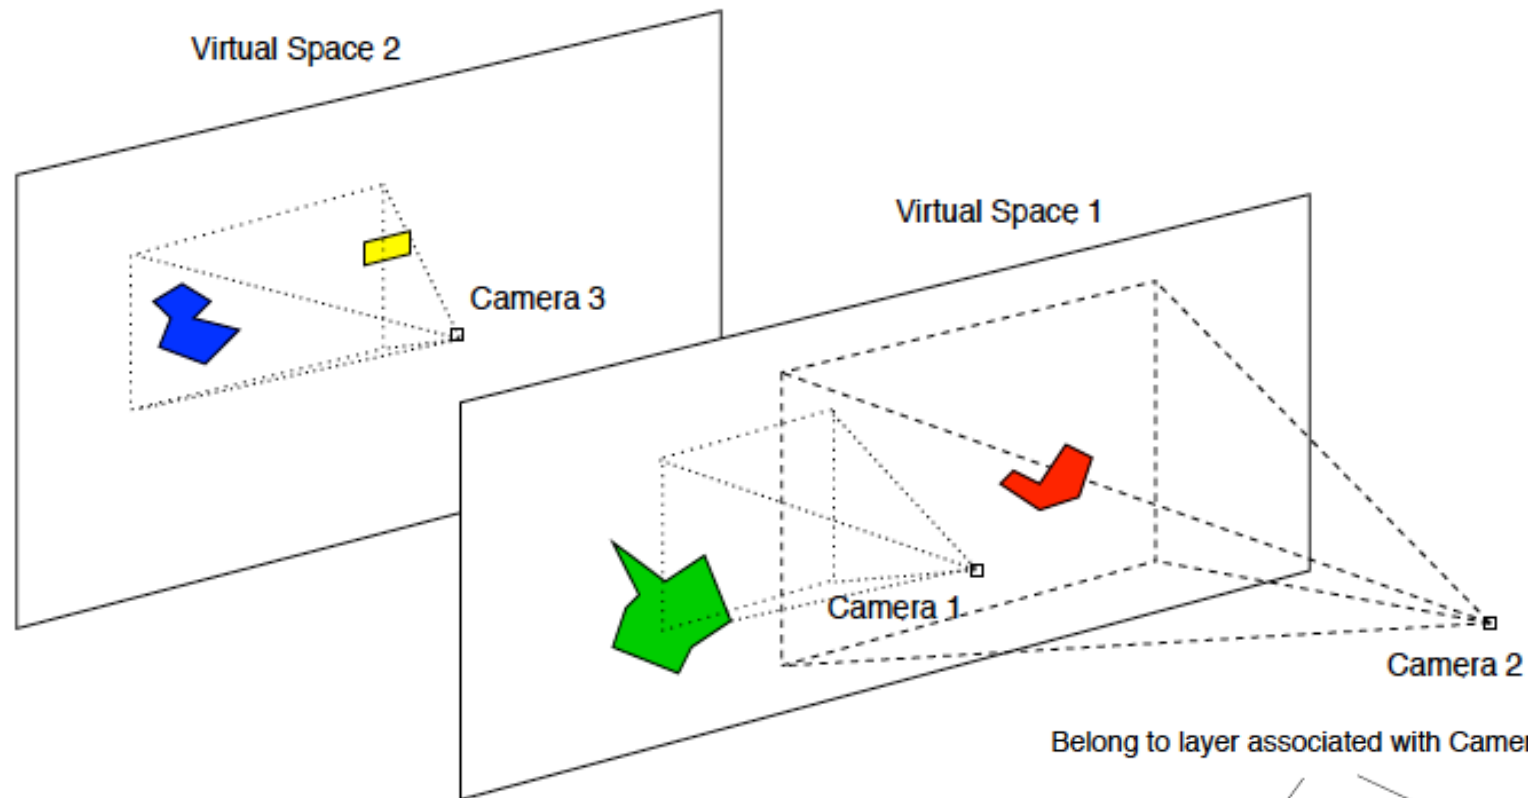 Virtual Space 2
Virtual Space 1
Camera 3
Camera 1
Camera 2
Belong to layer associated with